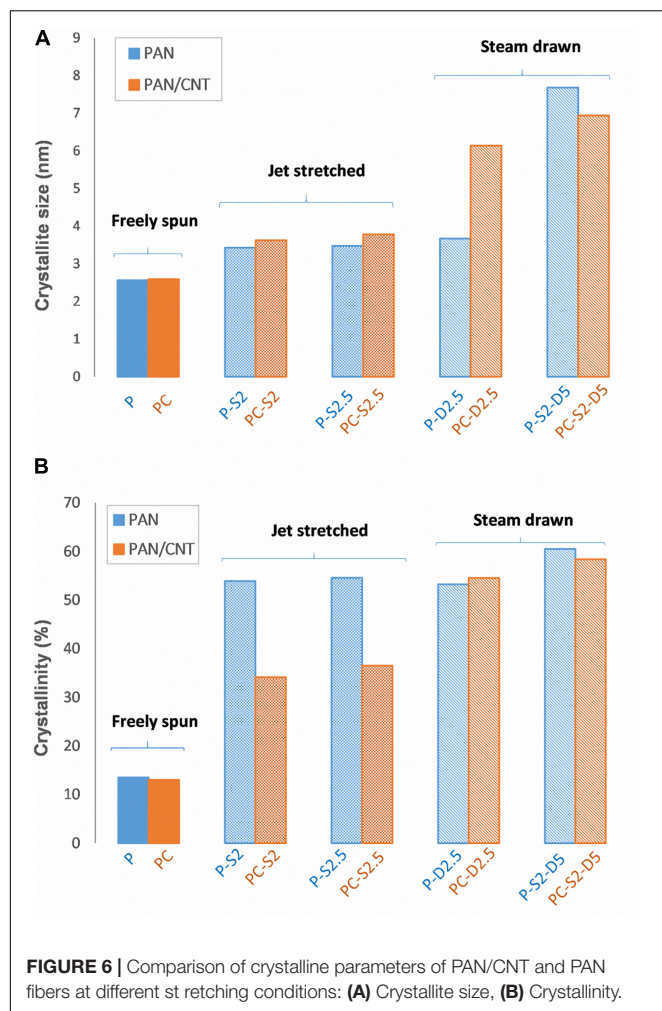 A
Crystallite size (nm)
9
8
7
6
5
4
3
2
1
0
PAN
PAN/CNT
Freely spun
Jet stretched
Steam drawn
P
PC
P-S2
PC-S2
P-S2.5
PC-S2.5
P-D2.5
PC-D2.5
P-S2-D5
PC-S2-D5
B
Crystallinity (%)
70
60
50
40
30
20
10
0
PAN
PAN/CNT
Freely spun
Jet stretched
Steam drawn
P
PC
P-S2
PC-S2
P-S2.5
PC-S2.5
P-D2.5
PC-D2.5
P-S2-D5
PC-S2-D5
FIGURE 6 | Comparison of crystalline parameters of PAN/CNT and PAN
fibers at different st retching conditions: (A) Crystallite size, (B) Crystallinity.